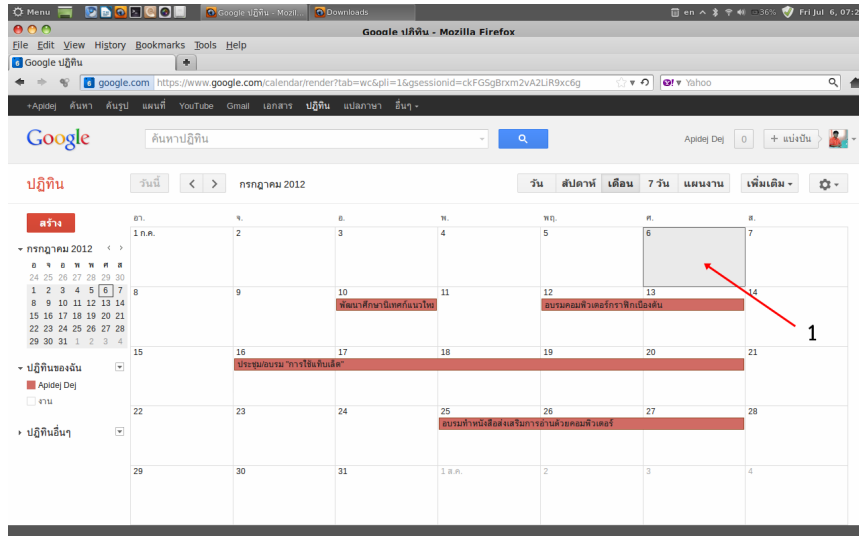 Menu Google ปฏิทิน - Mozil... Downloads en 36% Fri Jul 6, 07:2
Google ปฏิทิน - Mozilla Firefox
File Edit View History Bookmarks Tools Help
Google ปฏิทิน
google.com https://www.google.com/calendar/render?tab=wc&pli=1&gsessionid=ckFGSgBrxm2vA2LiR9xc6g Yahoo
+Apidej ค้นหา ค้นรูป แผนที่ YouTube Gmail เอกสาร ปฏิทิน แปลภาษา อื่นๆ
Google ค้นหาปฏิทิน Apidej Dej 0 + แบ่งปัน
ปฏิทิน วันนี้ < > กรกฎาคม 2012 วัน สัปดาห์ เดือน 7 วัน แผนงาน เพิ่มเติม
สร้าง
กรกฎาคม 2012 < >
อ จ อ พ พ ศ ส
24 25 26 27 28 29 30
1 2 3 4 5 6 7
8 9 10 11 12 13 14
15 16 17 18 19 20 21
22 23 24 25 26 27 28
29 30 31 1 2 3 4
ปฏิทินของฉัน
Apidej Dej
งาน
ปฏิทินอื่นๆ
อา. จ. อ. พ. พฤ. ศ. ส.
1 ก.ค. 2 3 4 5 6 7
8 9 10 11 12 13 14
พัฒนาศึกษานิเทศก์แนวใหม อบรมคอมพิวเตอร์กราฟิกเบื้องต้น
1
15 16 17 18 19 20 21
ประชุม/อบรม "การใช้แท็บเล็ต"
22 23 24 25 26 27 28
อบรมทำหนังสือส่งเสริมการอ่านด้วยคอมพิวเตอร์
29 30 31 1 ส.ค. 2 3 4